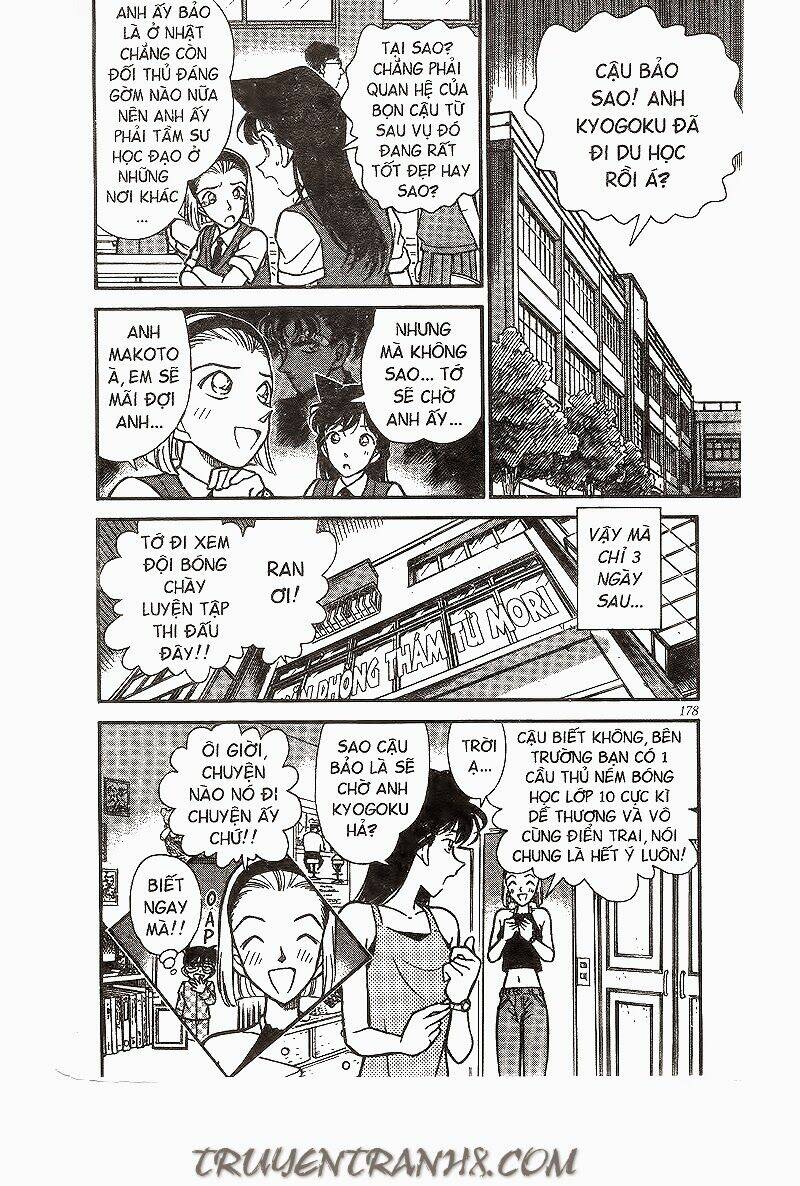 CẬU BẢO
SAO! ANH
KYOGOKU ĐÃ
ĐI DU HỌC
RỒI Á?
TẠI SAO?
CHẲNG PHẢI
QUAN HỆ CỦA
BỌN CẬU TỪ
SAU VỤ ĐÓ
ĐANG RẤT
TỐT ĐẸP HAY
SAO?
ANH ẤY BẢO
LÀ Ở NHẬT
CHẲNG CÒN
ĐỐI THỦ ĐÁNG
GỜM NÀO NỮA
NÊN ANH ẤY
PHẢI TẦM SƯ
HỌC ĐẠO Ở
NHỮNG
NƠI KHÁC
...
NHƯNG
MÀ KHÔNG
SAO... TỚ
SẼ CHỜ
ANH ẤY...
ANH
MAKOTO
À, EM SẼ
MÃI ĐỢI
ANH...
VẬY MÀ
CHỈ 3
NGÀY
SAU...
RAN
ƠI!
TỚ ĐI XEM
ĐỘI BÓNG
CHÀY
LUYỆN TẬP
THI ĐẤU
ĐÂY!!
PHÒNG THÁM TỬ MORI
178
CẬU BIẾT KHÔNG, BÊN
TRƯỜNG BẠN CÓ 1
CẦU THỦ NÉM BÓNG
HỌC LỚP 10 CỰC KÌ
DỄ THƯƠNG VÀ VÔ
CÙNG ĐIỂN TRAI, NÓI
CHUNG LÀ HẾT Ý LUÔN!
TRỜI
Ạ...
SAO CẬU
BẢO LÀ SẼ
CHỜ ANH
KYOGOKU
HẢ?
ÔI GIỜI,
CHUYỆN
NÀO NÓ ĐI
CHUYỆN ẤY
CHỨ!!
BIẾT
NGAY
MÀ!!
OÁP
TRUYENTRANH8.COM